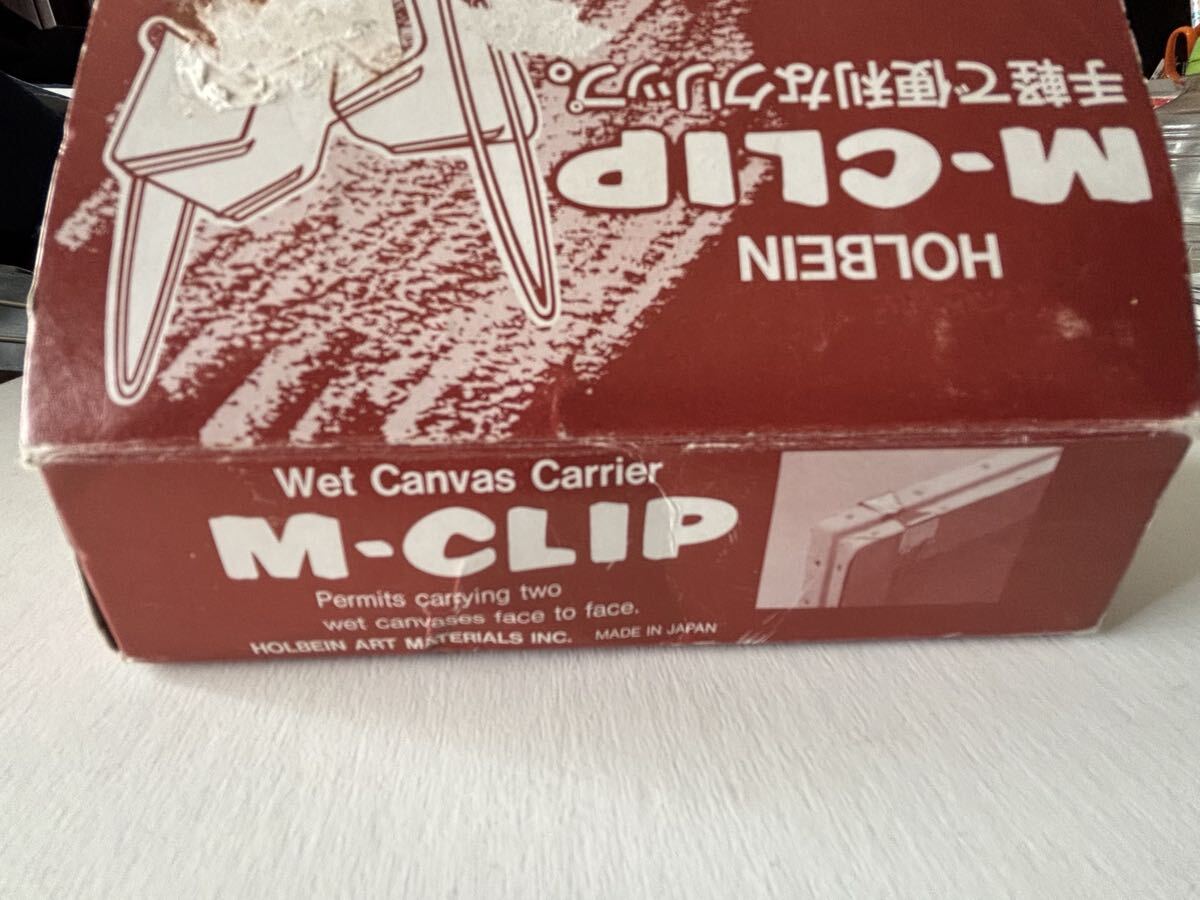 手軽で便利なクリップ。
M-CLIP
HOLBEIN
Wet Canvas Carrier
M-CLIP
Permits carrying two
wet canvases face to face.
HOLBEIN ART MATERIALS INC. MADE IN JAPAN